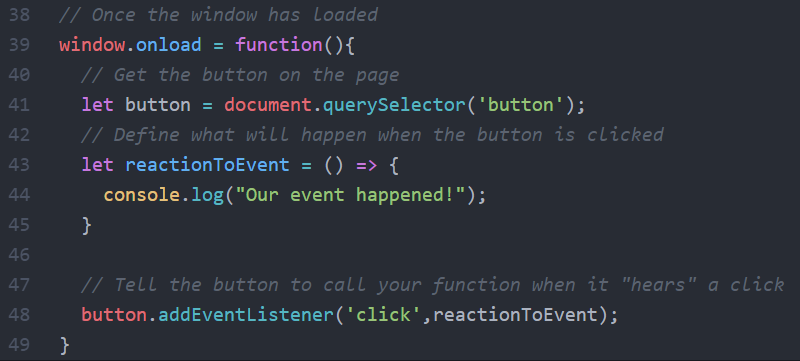 38 // Once the window has loaded
39 window.onload = function(){
40   // Get the button on the page
41   let button = document.querySelector('button');
42   // Define what will happen when the button is clicked
43   let reactionToEvent = () => {
44     console.log("Our event happened!");
45   }
46
47   // Tell the button to call your function when it "hears" a click
48   button.addEventListener('click',reactionToEvent);
49 }